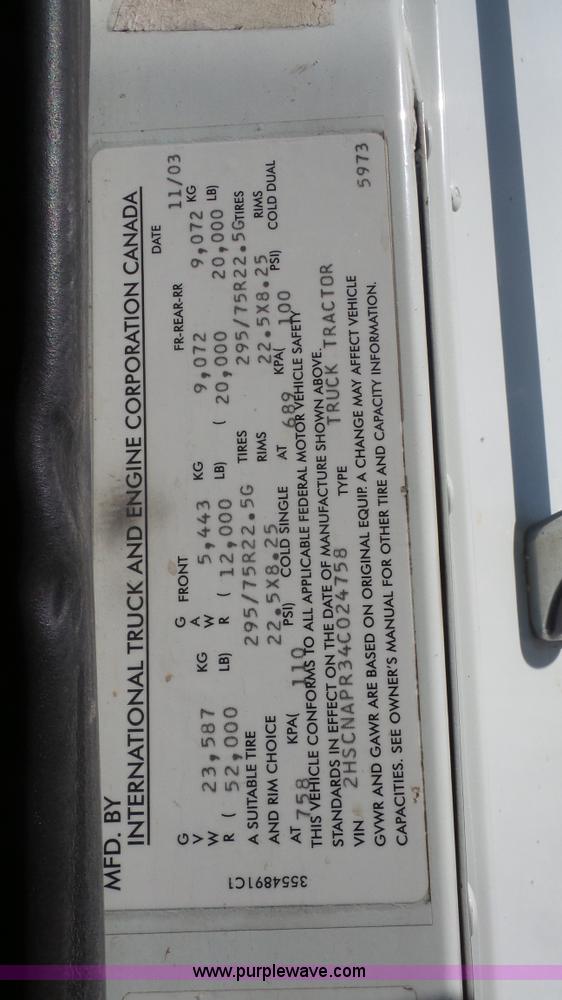 MFD. BY
INTERNATIONAL TRUCK AND ENGINE CORPORATION CANADA
DATE 11/03
G G FRONT FR-REAR-RR
V 23,587 KG A 5,443 KG 9,072 9,072 KG
W W
R ( 52,000 LB) R ( 12,000 LB) ( 20,000 20,000 LB)
A SUITABLE TIRE 295/75R22.5G TIRES 295/75R22.5G TIRES
AND RIM CHOICE 22.5X8.25 RIMS 22.5X8.25 RIMS
AT 758 KPA( 110 PSI) COLD SINGLE AT 689 KPA( 100 PSI) COLD DUAL
THIS VEHICLE CONFORMS TO ALL APPLICABLE FEDERAL MOTOR VEHICLE SAFETY
STANDARDS IN EFFECT ON THE DATE OF MANUFACTURE SHOWN ABOVE.
VIN 2HSCNAPR34C024758 TYPE TRUCK TRACTOR
GVWR AND GAWR ARE BASED ON ORIGINAL EQUIP. A CHANGE MAY AFFECT VEHICLE
CAPACITIES. SEE OWNER'S MANUAL FOR OTHER TIRE AND CAPACITY INFORMATION.
5973
3554891C1
www.purplewave.com